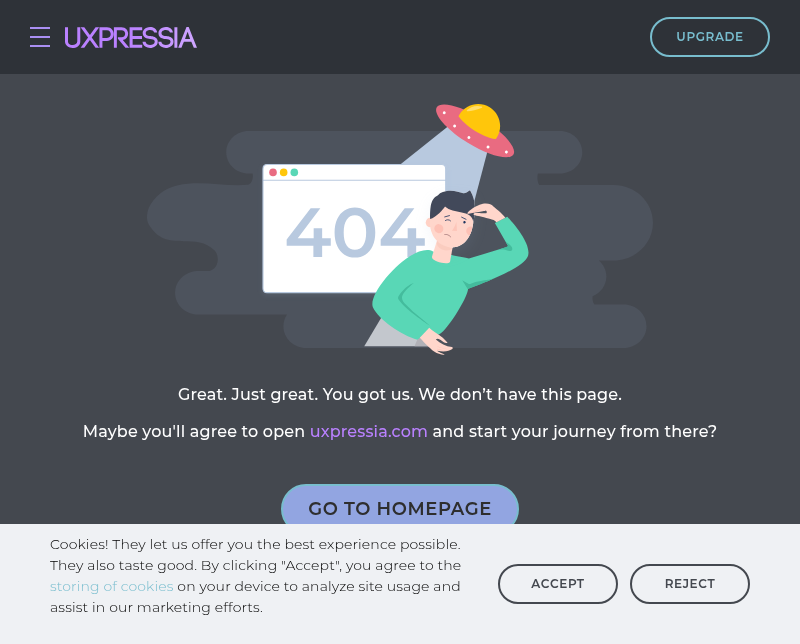 UXPRESSIA
UPGRADE
404
Great. Just great. You got us. We don’t have this page.
Maybe you'll agree to open uxpressia.com and start your journey from there?
GO TO HOMEPAGE
Cookies! They let us offer you the best experience possible.
They also taste good. By clicking "Accept", you agree to the
storing of cookies on your device to analyze site usage and
assist in our marketing efforts.
ACCEPT
REJECT